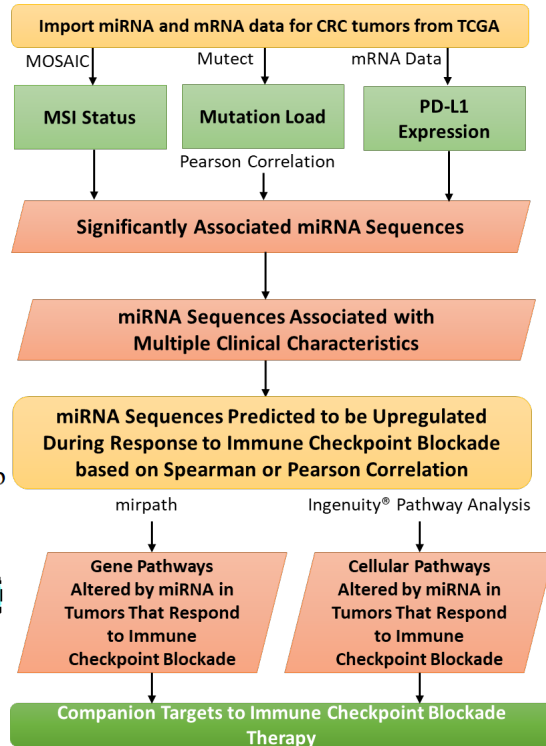 Import miRNA and mRNA data for CRC tumors from TCGA
MOSAIC
Mutect
mRNA Data
MSI Status
Mutation Load
PD-L1
Expression
Pearson Correlation
Significantly Associated miRNA Sequences
miRNA Sequences Associated with
Multiple Clinical Characteristics
miRNA Sequences Predicted to be Upregulated
During Response to Immune Checkpoint Blockade
based on Spearman or Pearson Correlation
mirpath
Ingenuity® Pathway Analysis
Gene Pathways
Altered by miRNA in
Tumors That Respond
to Immune
Checkpoint Blockade
Cellular Pathways
Altered by miRNA in
Tumors That Respond
to Immune
Checkpoint Blockade
Companion Targets to Immune Checkpoint Blockade
Therapy